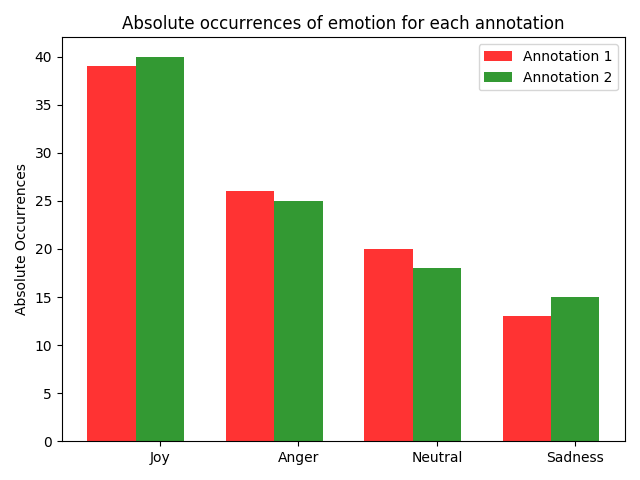 Absolute occurrences of emotion for each annotation
Annotation 1
Annotation 2
Absolute Occurrences
40
35
30
25
20
15
10
5
0
Joy
Anger
Neutral
Sadness